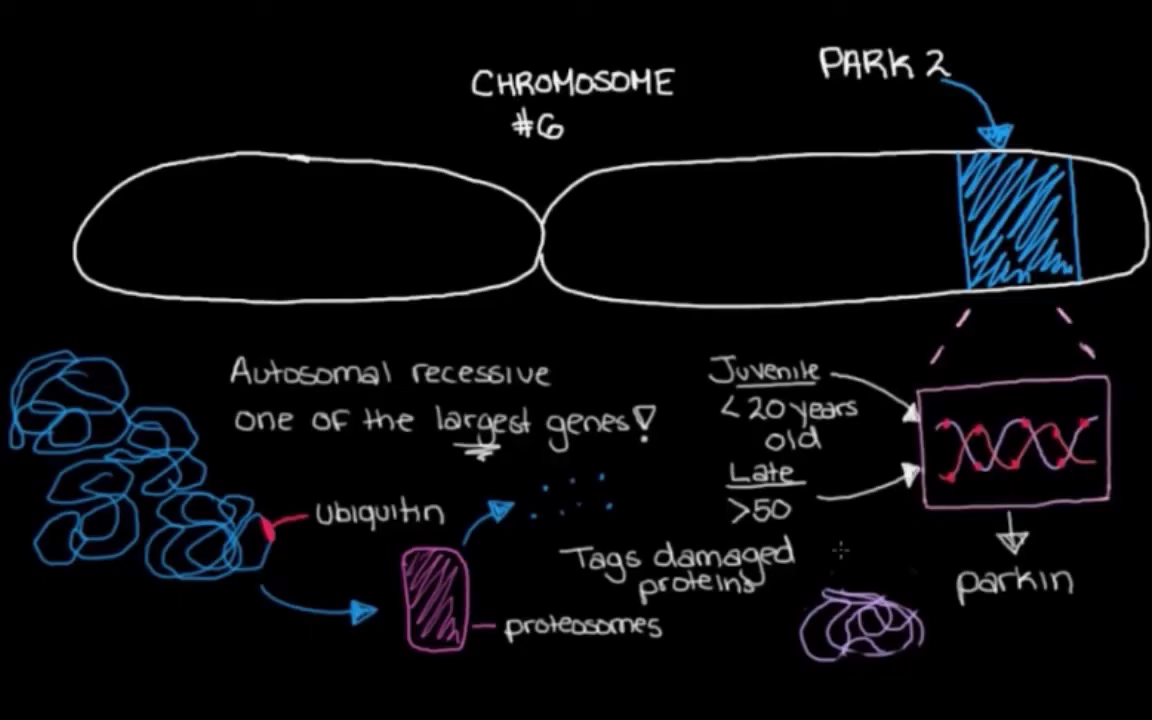 CHROMOSOME
#6
PARK 2
Autosomal recessive
one of the largest genes!
Juvenile
< 20 years
old
Late
>50
ubiquitin
Tags damaged
proteins
parkin
proteosomes